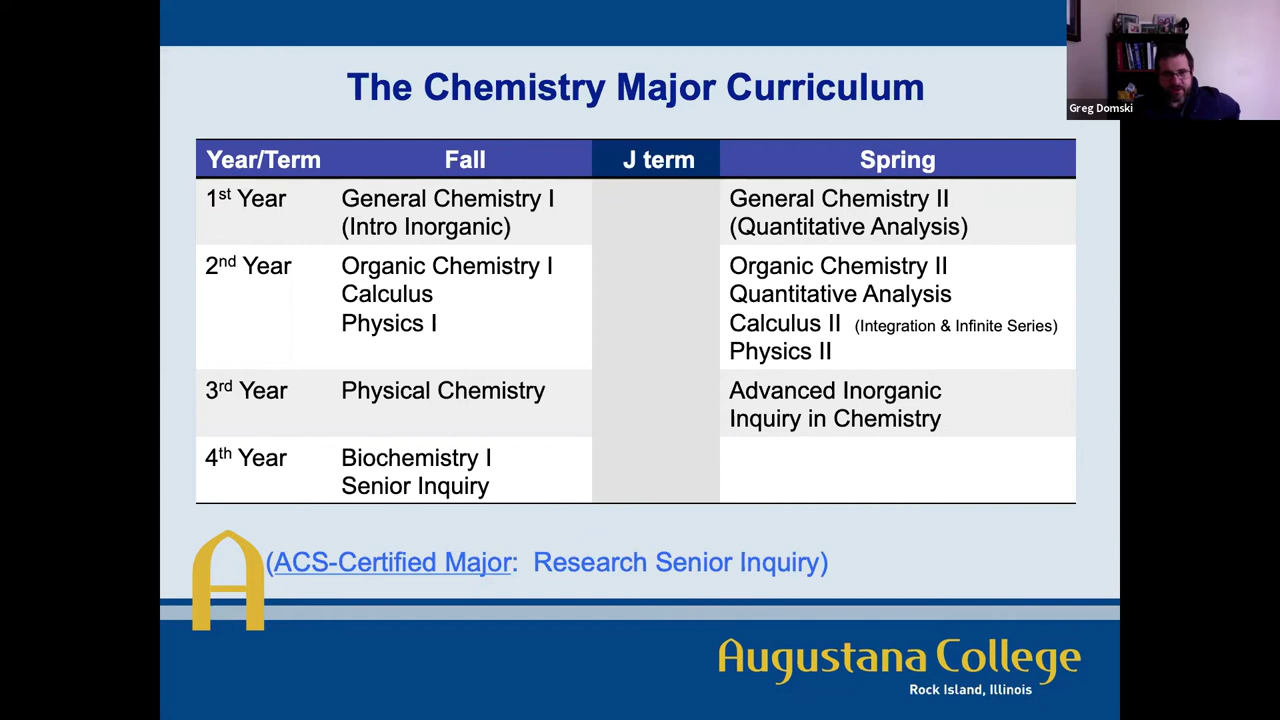 The Chemistry Major Curriculum
Greg Domski
Year/Term Fall J term Spring
1st Year General Chemistry I General Chemistry II
(Intro Inorganic) (Quantitative Analysis)
2nd Year Organic Chemistry I Organic Chemistry II
Calculus Quantitative Analysis
Physics I Calculus II (Integration & Infinite Series)
Physics II
3rd Year Physical Chemistry Advanced Inorganic
Inquiry in Chemistry
4th Year Biochemistry I
Senior Inquiry
(ACS-Certified Major: Research Senior Inquiry)
Augustana College
Rock Island, Illinois